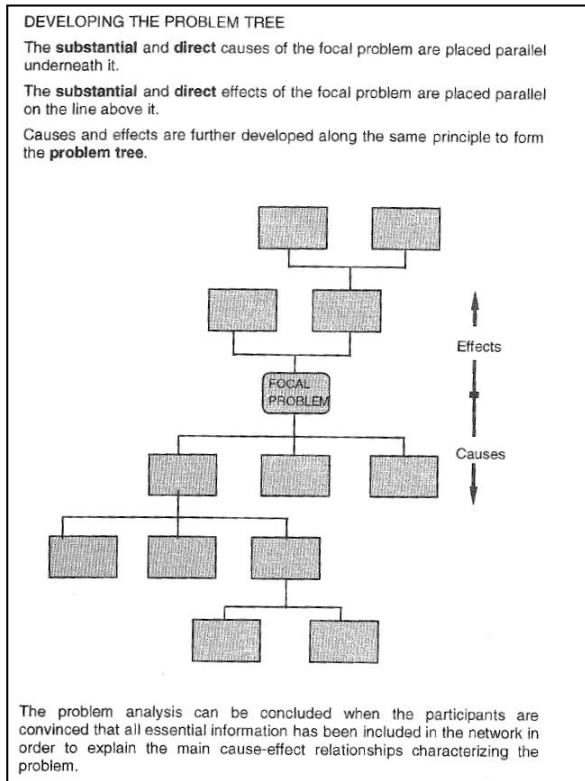 DEVELOPING THE PROBLEM TREE
The substantial and direct causes of the focal problem are placed parallel
underneath it.
The substantial and direct effects of the focal problem are placed parallel
on the line above it.
Causes and effects are further developed along the same principle to form
the problem tree.
Effects
FOCAL
PROBLEM
Causes
The problem analysis can be concluded when the participants are
convinced that all essential information has been included in the network in
order to explain the main cause-effect relationships characterizing the
problem.